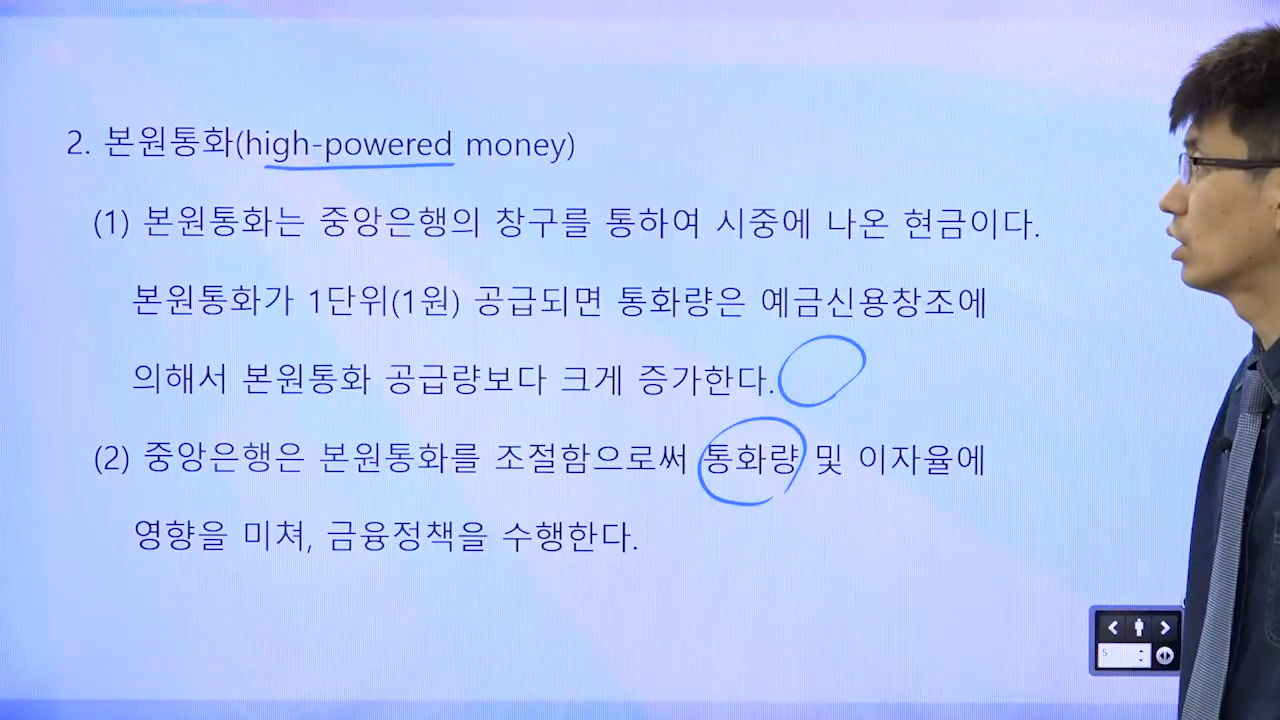 2. 본원통화(high-powered money)
(1) 본원통화는 중앙은행의 창구를 통하여 시중에 나온 현금이다.
본원통화가 1단위(1원) 공급되면 통화량은 예금신용창조에
의해서 본원통화 공급량보다 크게 증가한다.
(2) 중앙은행은 본원통화를 조절함으로써 통화량 및 이자율에
영향을 미쳐, 금융정책을 수행한다.
5